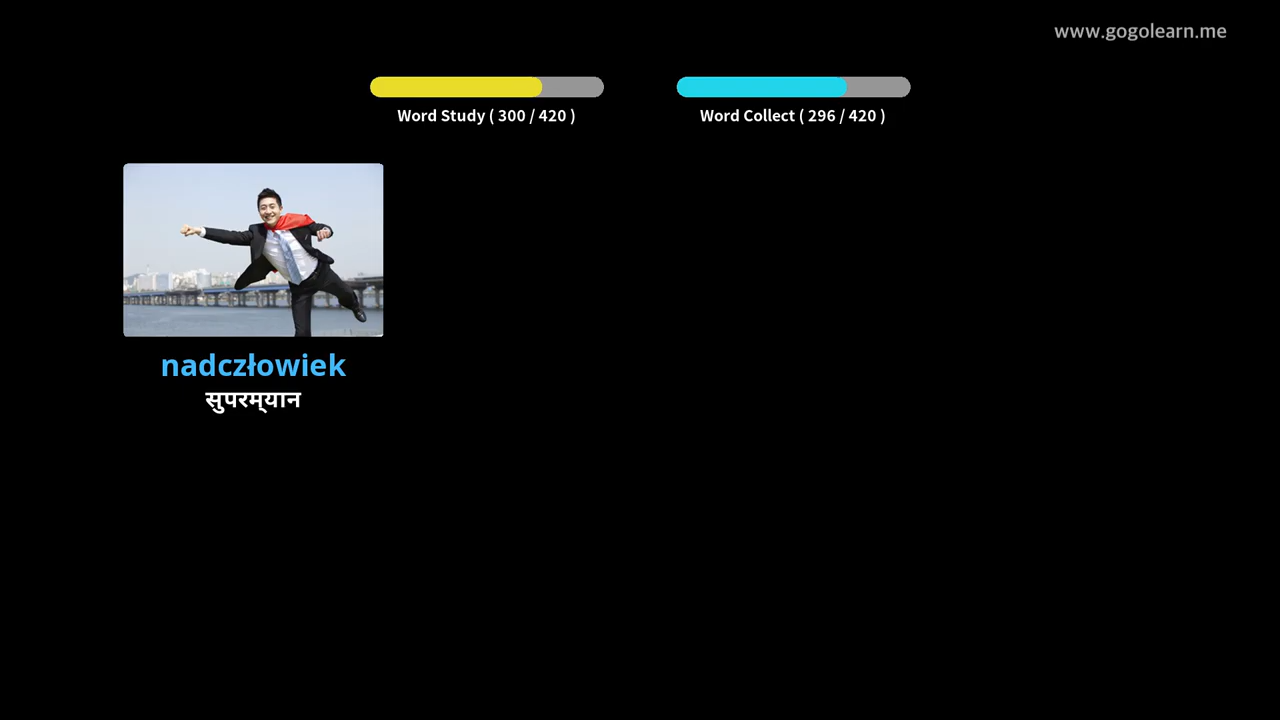 www.gogolearn.me
Word Study ( 300 / 420 )
Word Collect ( 296 / 420 )
nadczłowiek
सुपरम्यान